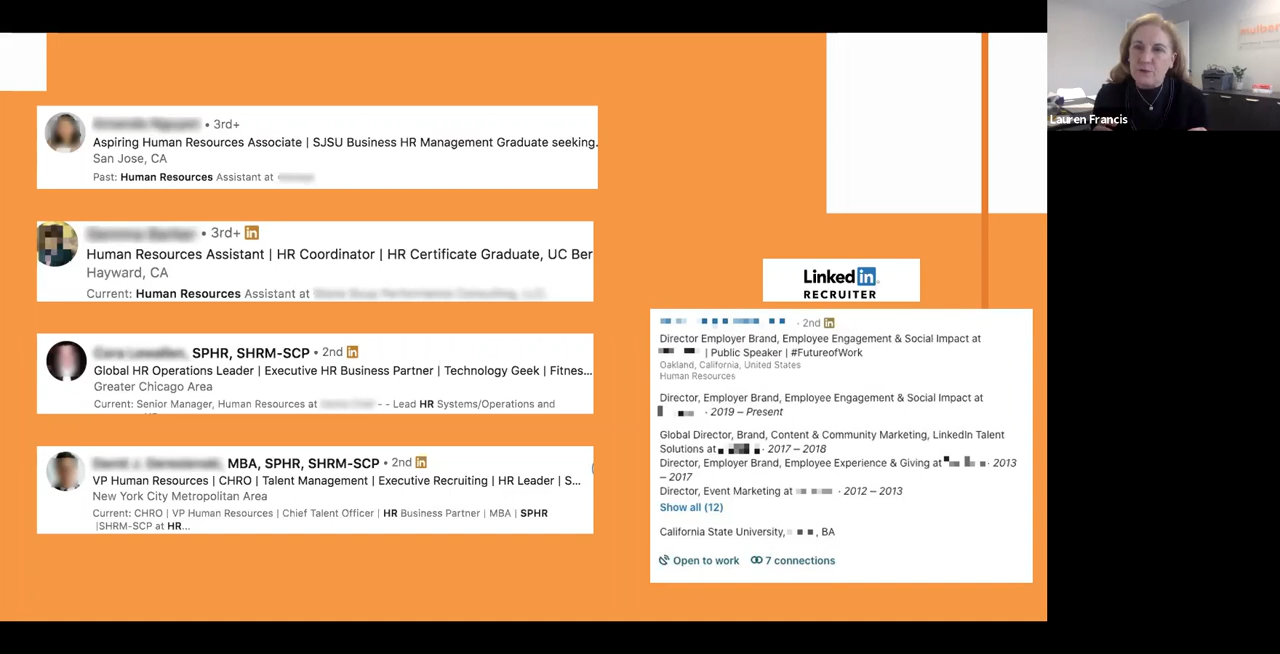 • 3rd+
Aspiring Human Resources Associate | SJSU Business HR Management Graduate seeking.
San Jose, CA
Past: Human Resources Assistant at
• 3rd+ in
Human Resources Assistant | HR Coordinator | HR Certificate Graduate, UC Ber
Hayward, CA
Current: Human Resources Assistant at
SPHR, SHRM-SCP • 2nd in
Global HR Operations Leader | Executive HR Business Partner | Technology Geek | Fitnes...
Greater Chicago Area
Current: Senior Manager, Human Resources at - - Lead HR Systems/Operations and
MBA, SPHR, SHRM-SCP • 2nd in
VP Human Resources | CHRO | Talent Management | Executive Recruiting | HR Leader | S...
New York City Metropolitan Area
Current: CHRO | VP Human Resources | Chief Talent Officer | HR Business Partner | MBA | SPHR
|SHRM-SCP at HR...
Linked in
RECRUITER
· 2nd in
Director Employer Brand, Employee Engagement & Social Impact at
| Public Speaker | #FutureofWork
Oakland, California, United States
Human Resources
Director, Employer Brand, Employee Engagement & Social Impact at
· 2019 – Present
Global Director, Brand, Content & Community Marketing, LinkedIn Talent
Solutions at · 2017 – 2018
Director, Employer Brand, Employee Experience & Giving at · 2013
– 2017
Director, Event Marketing at · 2012 – 2013
Show all (12)
California State University, , BA
Open to work 7 connections
Lauren Francis